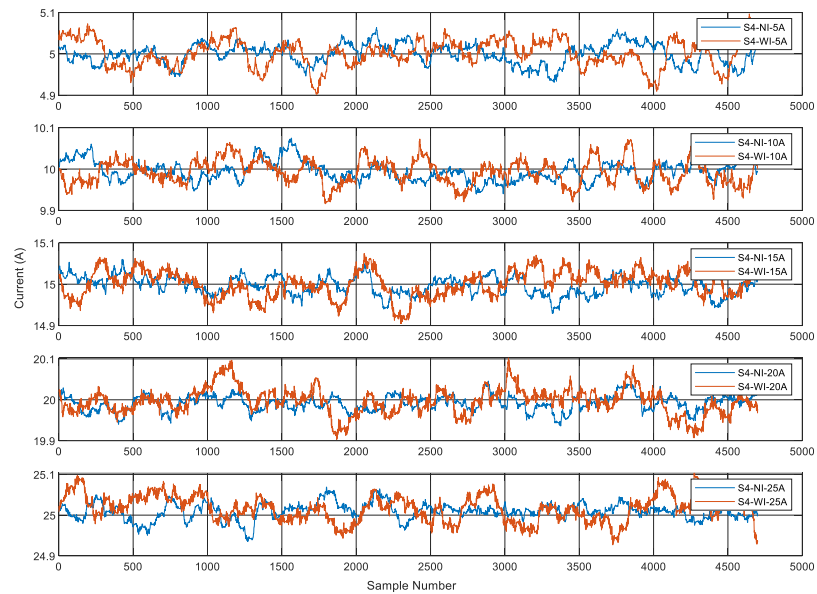 5.1
5
4.9
S4-NI-5A
S4-WI-5A
0 500 1000 1500 2000 2500 3000 3500 4000 4500 5000
10.1
10
9.9
S4-NI-10A
S4-WI-10A
0 500 1000 1500 2000 2500 3000 3500 4000 4500 5000
Current (A)
15.1
15
14.9
S4-NI-15A
S4-WI-15A
0 500 1000 1500 2000 2500 3000 3500 4000 4500 5000
20.1
20
19.9
S4-NI-20A
S4-WI-20A
0 500 1000 1500 2000 2500 3000 3500 4000 4500 5000
25.1
25
24.9
S4-NI-25A
S4-WI-25A
0 500 1000 1500 2000 2500 3000 3500 4000 4500 5000
Sample Number